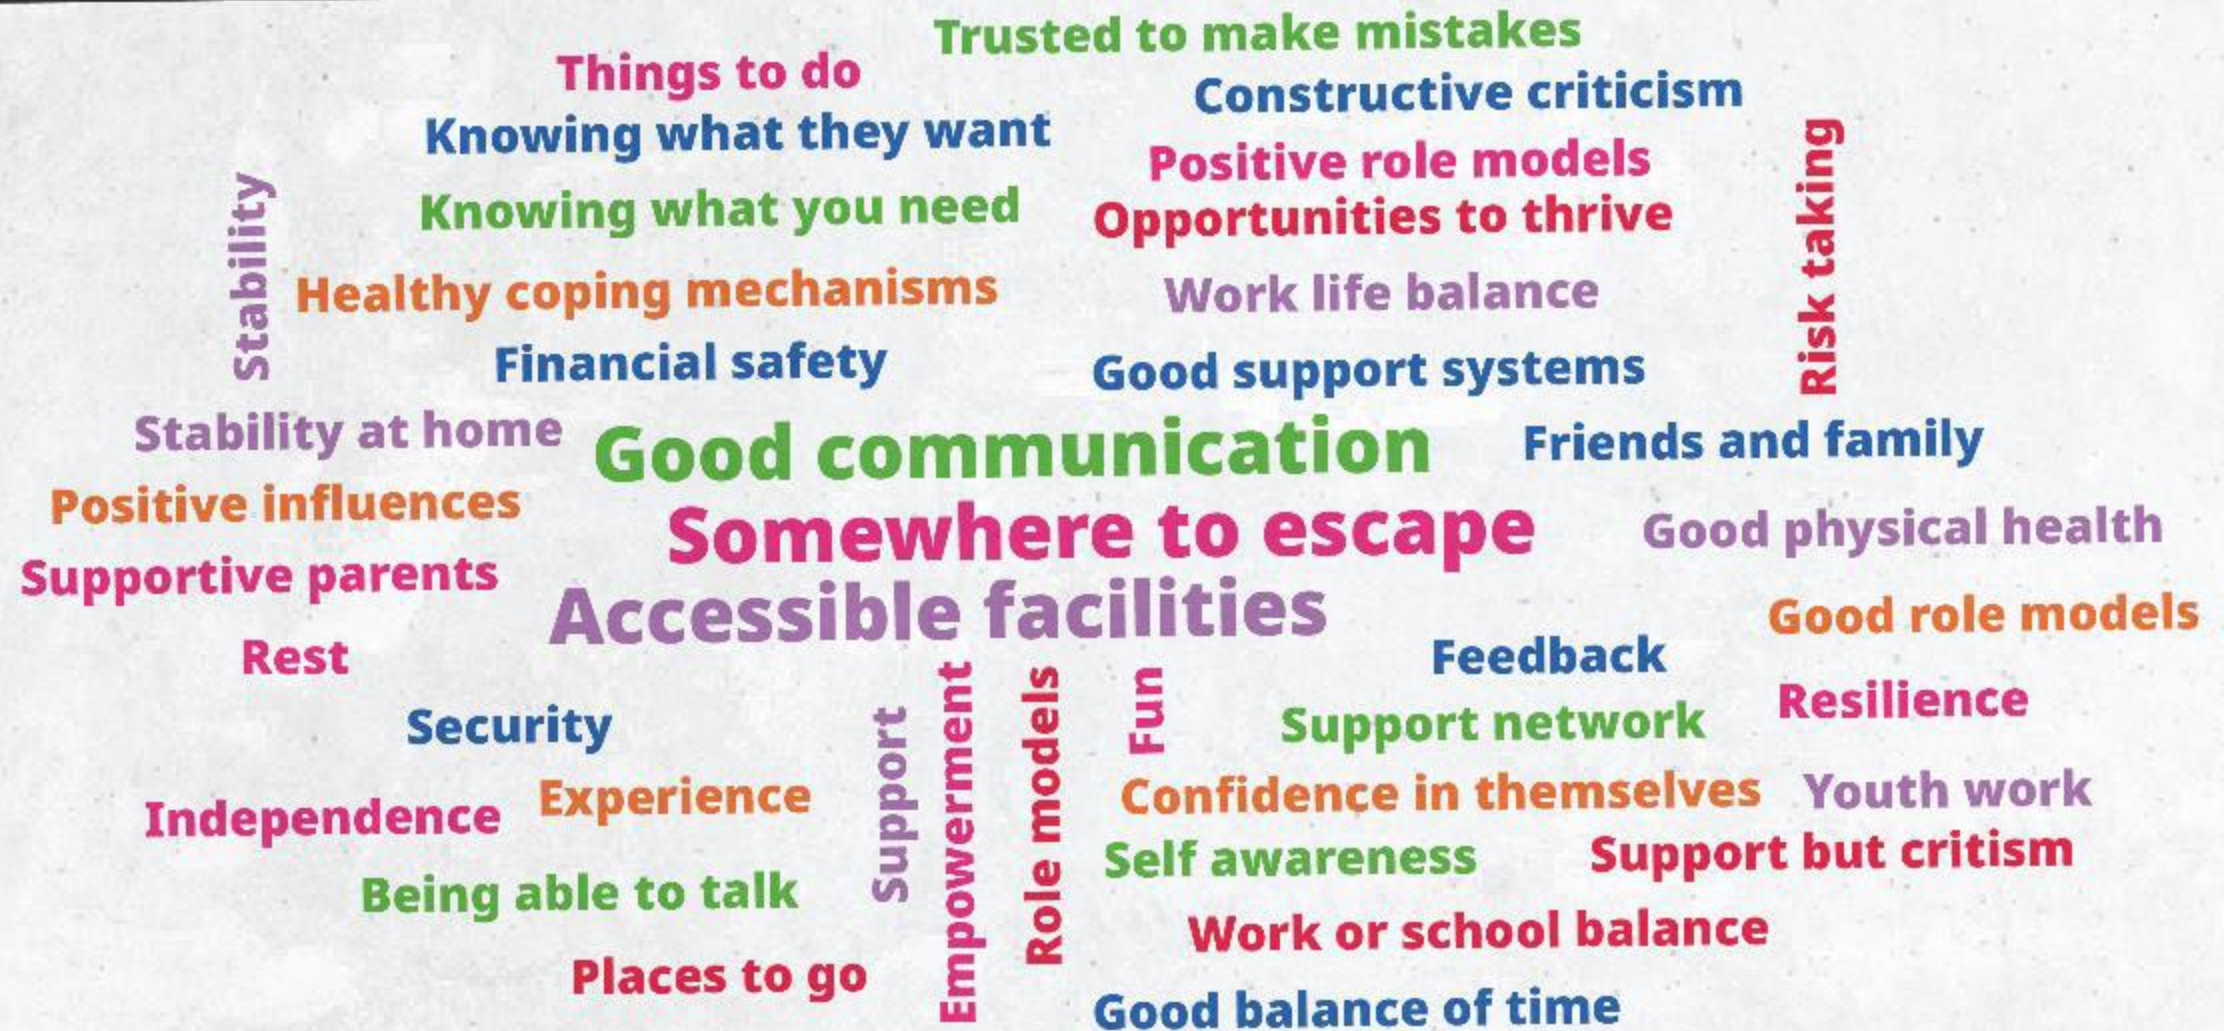 Trusted to make mistakes
Things to do
Constructive criticism
Knowing what they want
Positive role models
Risk taking
Stability
Knowing what you need
Opportunities to thrive
Healthy coping mechanisms
Work life balance
Financial safety
Good support systems
Stability at home
Good communication
Friends and family
Positive influences
Somewhere to escape
Good physical health
Supportive parents
Accessible facilities
Good role models
Rest
Feedback
Security
Support
Empowerment
Role models
Fun
Support network
Resilience
Independence
Experience
Confidence in themselves
Youth work
Self awareness
Support but critism
Being able to talk
Work or school balance
Places to go
Good balance of time